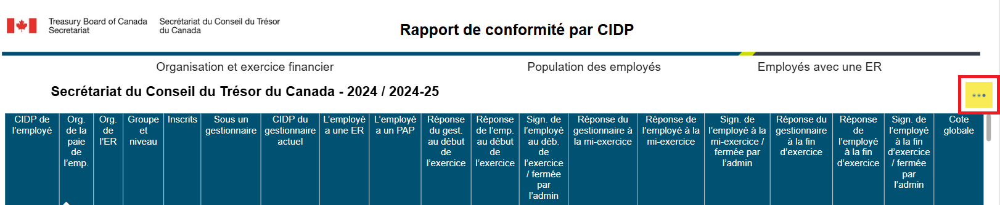 Treasury Board of Canada
Secretariat
Secrétariat du Conseil du Trésor
du Canada
Rapport de conformité par CIDP
Organisation et exercice financier
Population des employés
Employés avec une ER
Secrétariat du Conseil du Trésor du Canada - 2024 / 2024-25
CIDP de
l'employé
Org.
de la
paie
de
l'emp.
Org.
de
l'ER
Groupe
et
niveau
Inscrits
Sous un
gestionnaire
CIDP du
gestionnaire
actuel
L'employé
a une ER
L'employé
a un PAP
Réponse
du gest.
au début
de
l'exercice
Réponse
de l'emp.
au début
de
l'exercice
Sign. de
l'employé
au déb.
de
l'exercice
/ fermée
par
l'admin
Réponse du
gestionnaire à
la mi-exercice
Réponse de
l'employé à la
mi-exercice
Sign. de
l'employé à la
mi-exercice /
fermée par
l'admin
Réponse du
gestionnaire
à la fin
d'exercice
Réponse
de
l'employé
à la fin
d'exercice
Sign. de
l'employé
à la fin
d'exercice
/ fermée
par
l'admin
Cote
globale